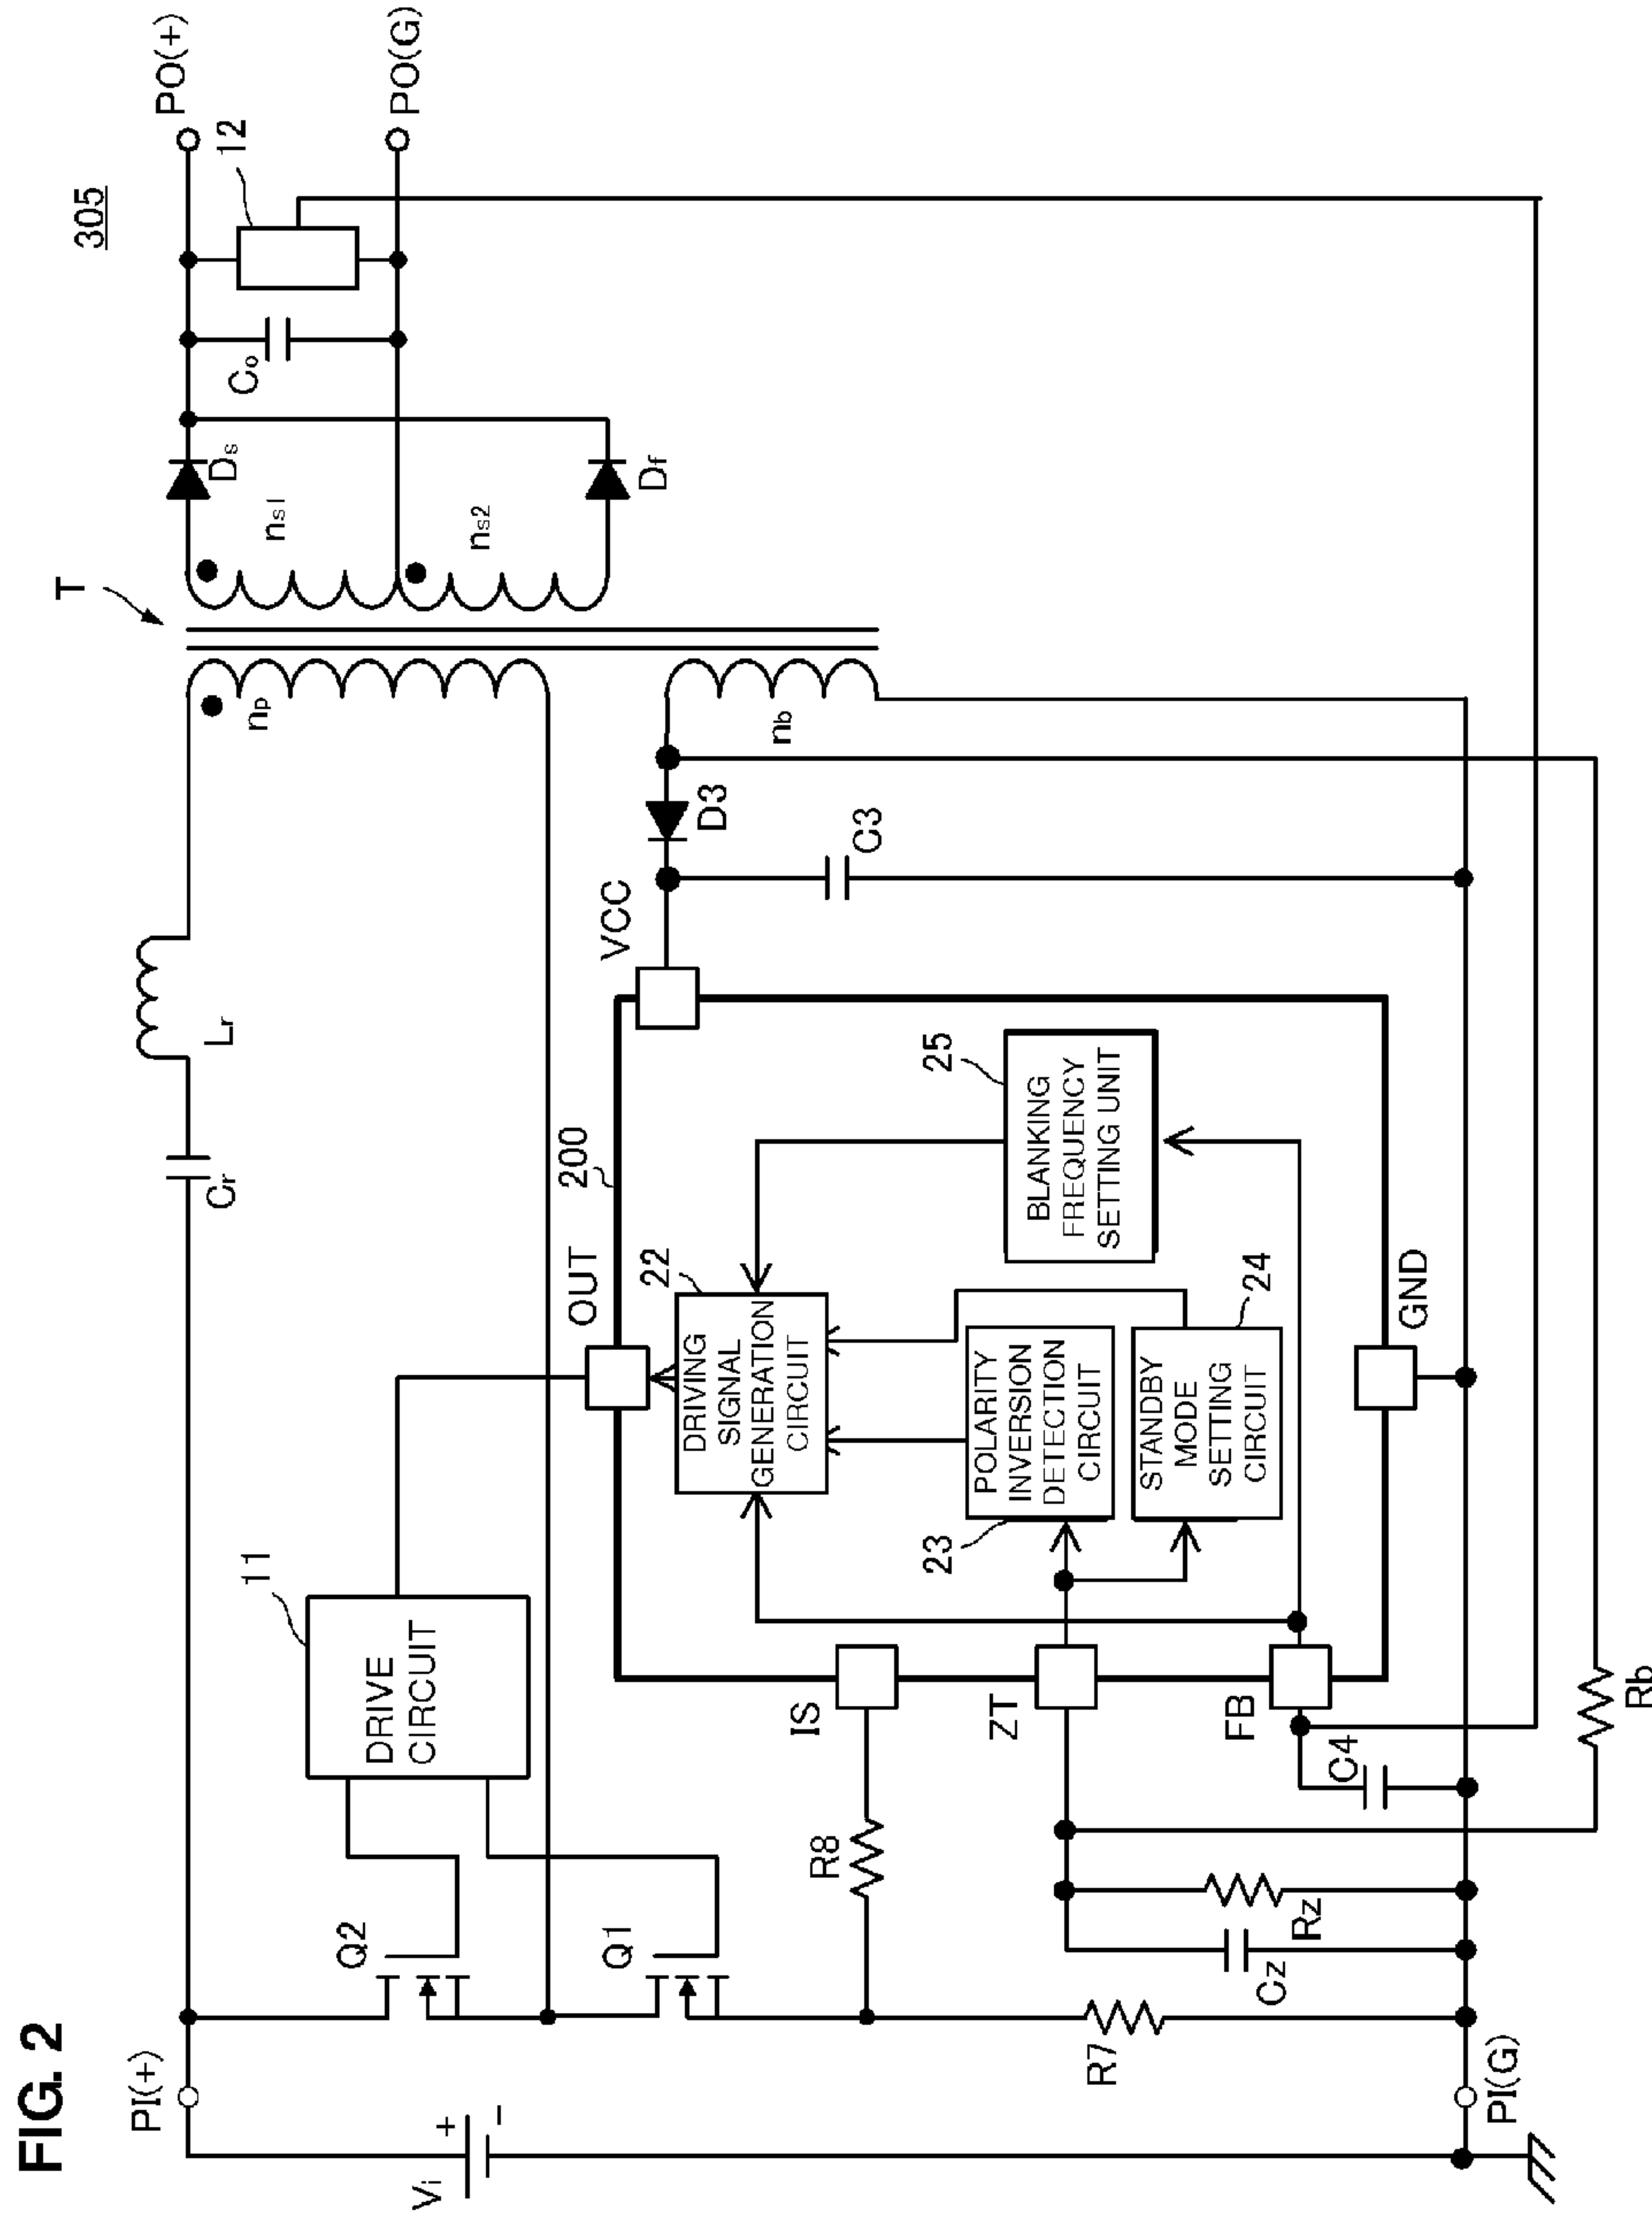 FIG. 2
305
T
PI(+)
PO(+)
Cr
Lr
np
ns1
Ds
Co
12
PO(G)
ns2
Df
Vi
+
−
Q2
11
DRIVE
CIRCUIT
Q1
OUT
200
VCC
D3
nb
C3
22
DRIVING
SIGNAL
GENERATION
CIRCUIT
IS
R8
23
POLARITY
INVERSION
DETECTION
CIRCUIT
25
BLANKING
FREQUENCY
SETTING UNIT
ZT
STANDBY
MODE
SETTING
CIRCUIT
24
R7
Cz
Rz
FB
C4
GND
PI(G)
Rb